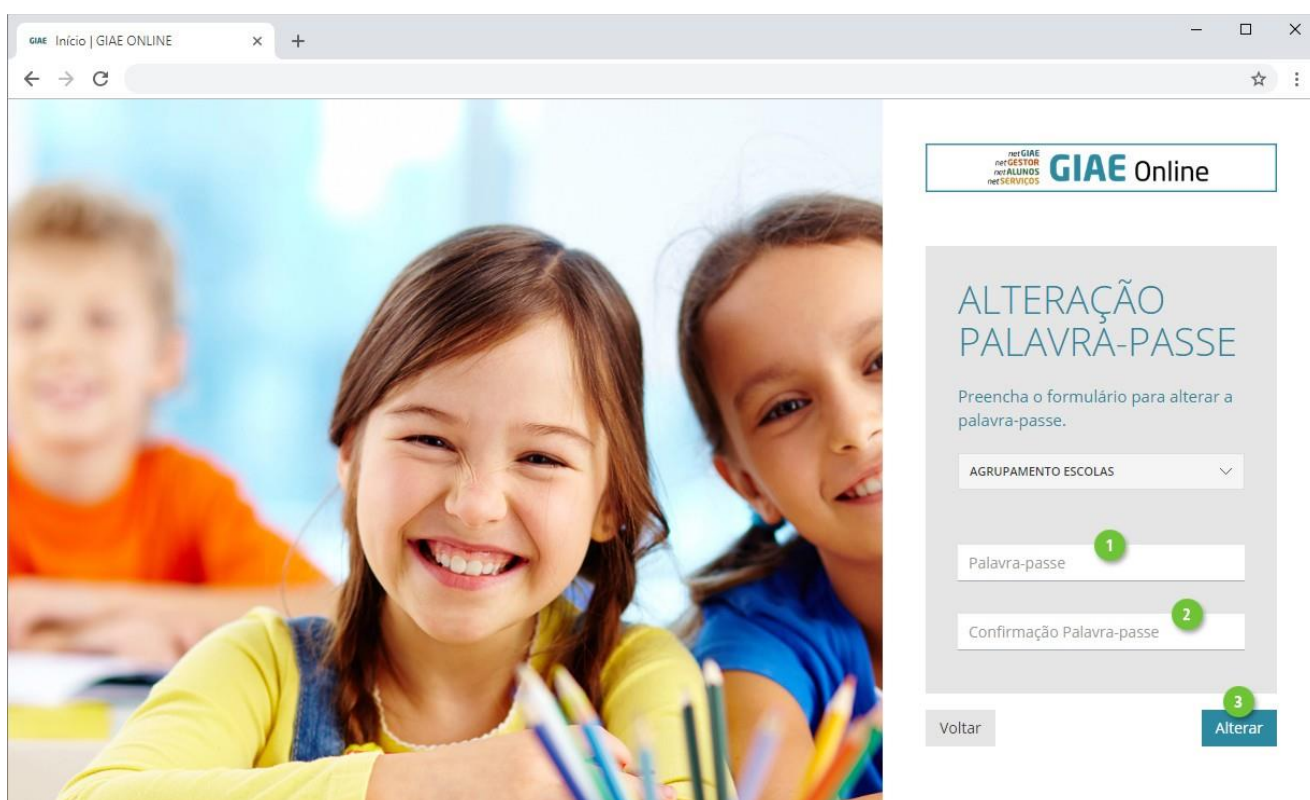 GIAE Início | GIAE ONLINE
netGIAE
netGESTOR
netALUNOS
netSERVIÇOS
GIAE Online
ALTERAÇÃO
PALAVRA-PASSE
Preencha o formulário para alterar a
palavra-passe.
AGRUPAMENTO ESCOLAS
1
Palavra-passe
2
Confirmação Palavra-passe
3
Voltar
Alterar